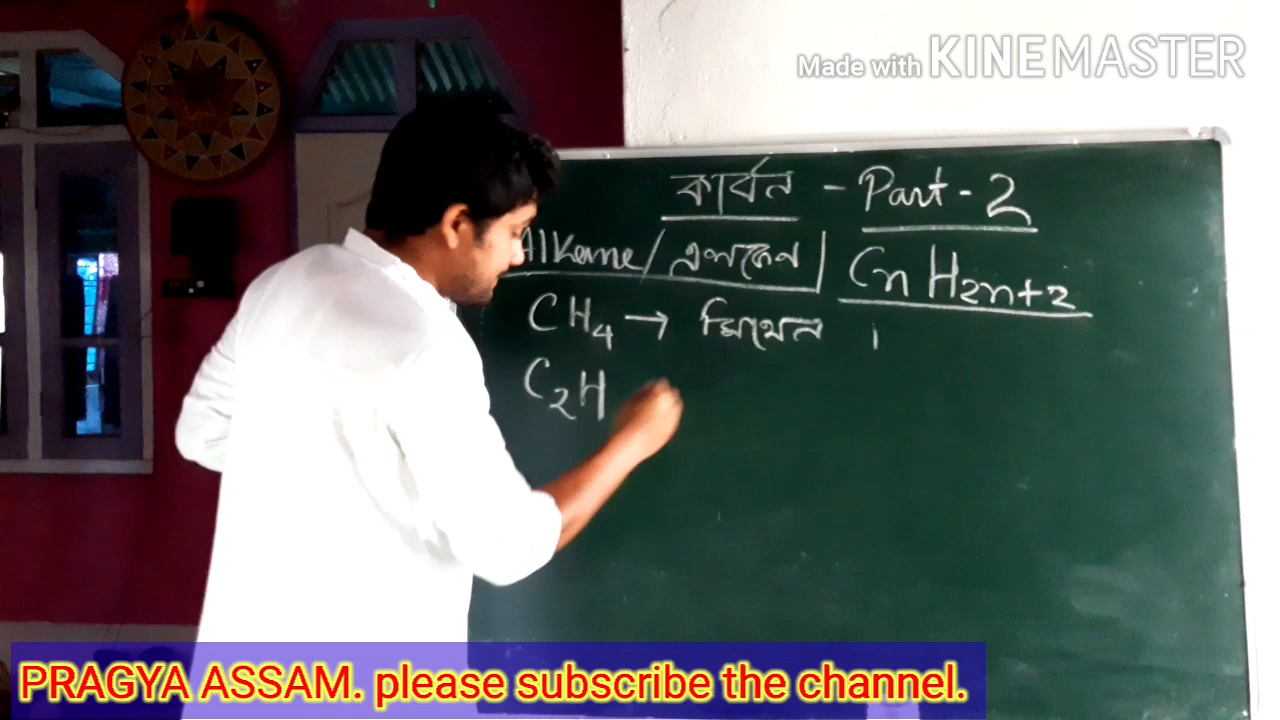 Made with KINEMASTER
কাৰ্বন - Part - 2
Alkane / এলকেন | CnH2n+2
CH4 → মিথেন ।
C2H
PRAGYA ASSAM. please subscribe the channel.